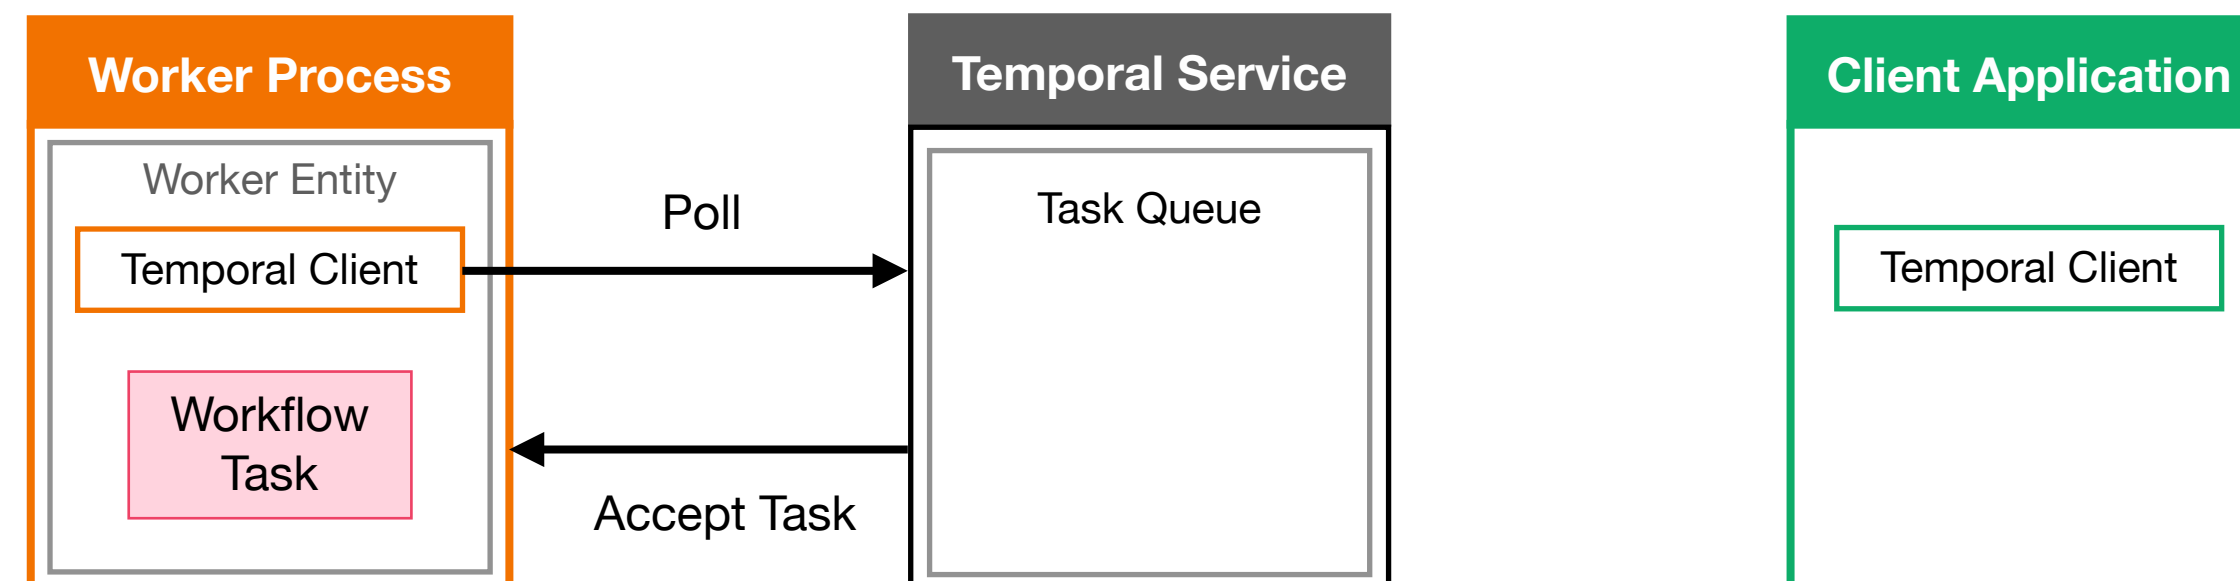 Worker Process
Worker Entity
Temporal Client
Workflow
Task
Poll
Accept Task
Temporal Service
Task Queue
Client Application
Temporal Client